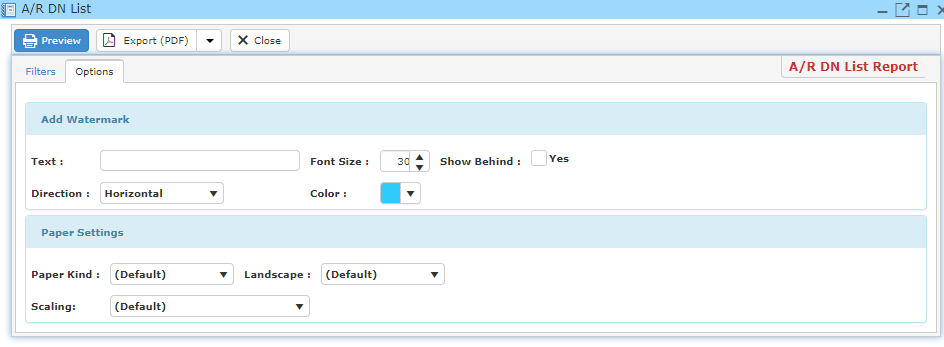 A/R DN List
Preview Export (PDF) Close
Filters Options A/R DN List Report
Add Watermark
Text : Font Size : 30 Show Behind : Yes
Direction : Horizontal Color :
Paper Settings
Paper Kind : (Default) Landscape : (Default)
Scaling: (Default)